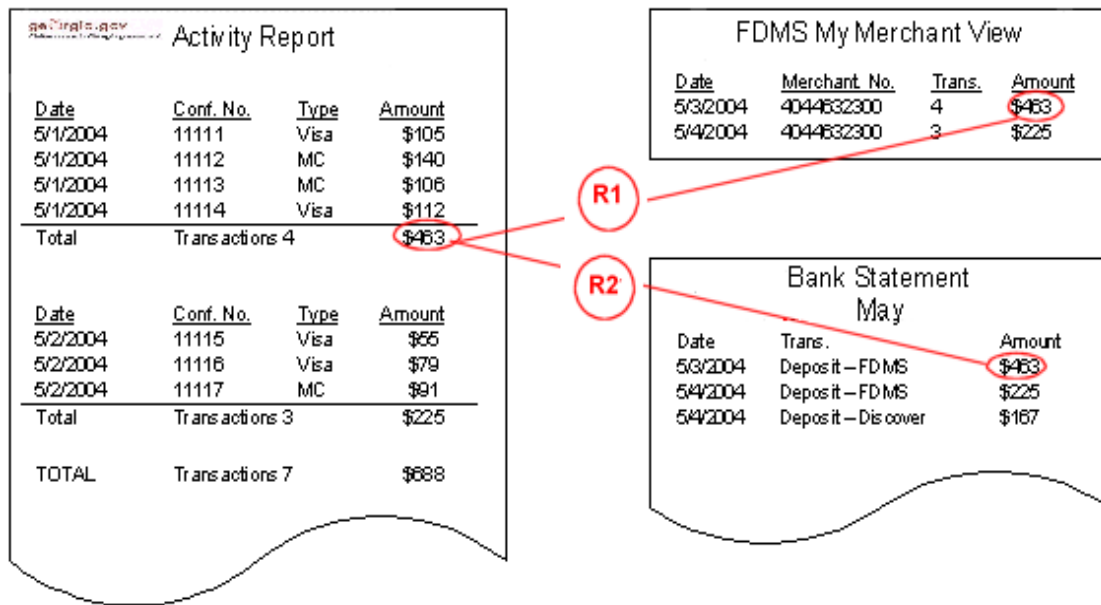 Activity Report
Date Conf. No. Type Amount
5/1/2004 11111 Visa $105
5/1/2004 11112 MC $140
5/1/2004 11113 MC $106
5/1/2004 11114 Visa $112
Total Transactions 4 $463
Date Conf. No. Type Amount
5/2/2004 11115 Visa $55
5/2/2004 11116 Visa $79
5/2/2004 11117 MC $91
Total Transactions 3 $225
TOTAL Transactions 7 $688
R1
R2
FDMS My Merchant View
Date Merchant. No. Trans. Amount
5/3/2004 4044632300 4 $463
5/4/2004 4044632300 3 $225
Bank Statement
May
Date Trans. Amount
5/3/2004 Deposit – FDMS $463
5/4/2004 Deposit – FDMS $225
5/4/2004 Deposit – Discover $167